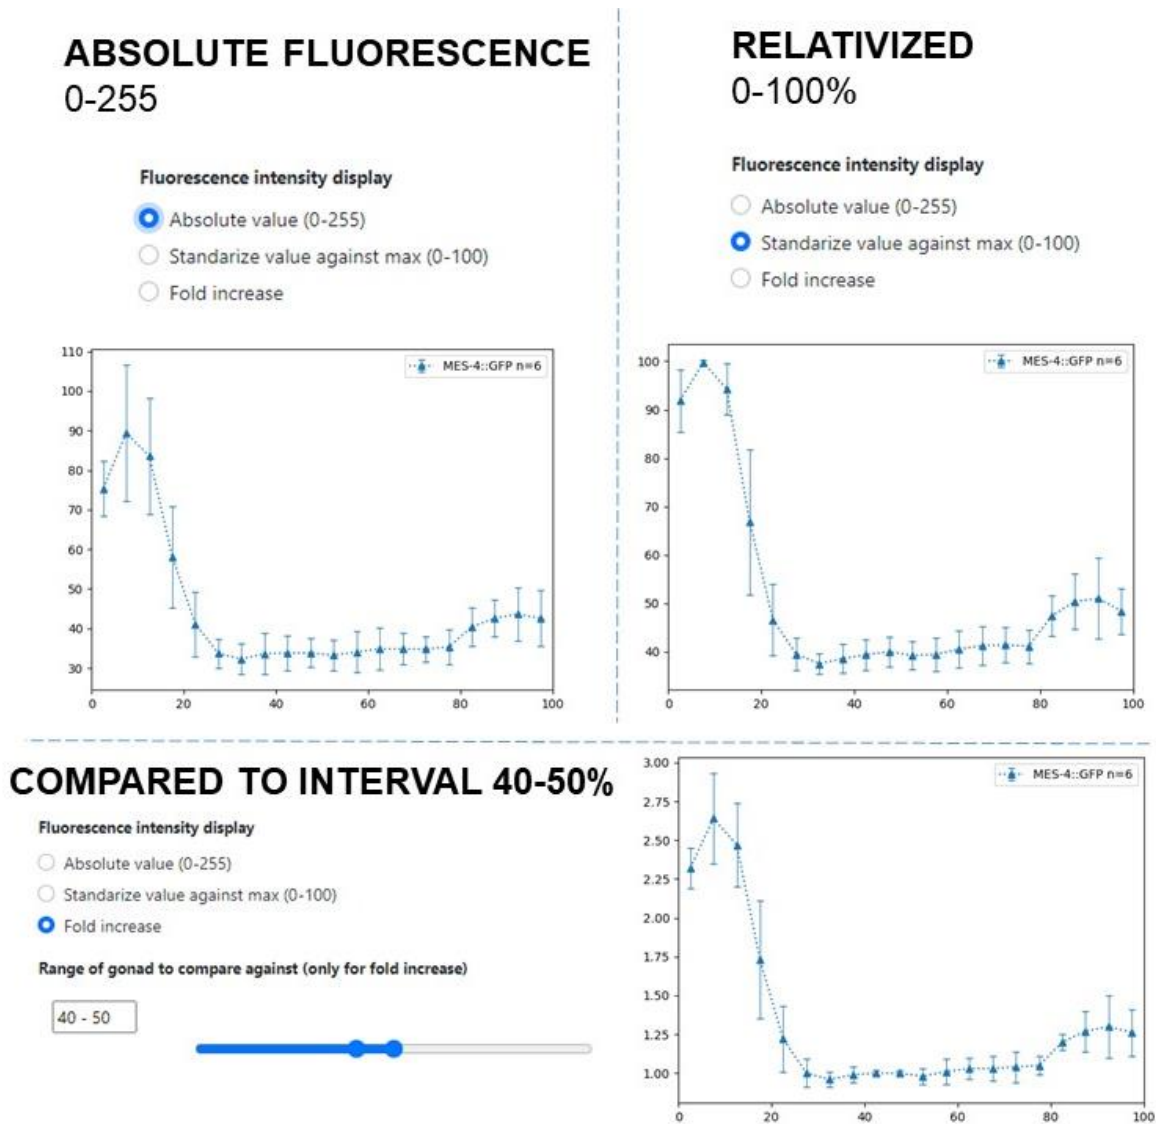 ABSOLUTE FLUORESCENCE
0-255
Fluorescence intensity display
Absolute value (0-255)
Standarize value against max (0-100)
Fold increase
110
100
90
80
70
60
50
40
30
0
20
40
60
80
100
MES-4::GFP n=6
RELATIVIZED
0-100%
Fluorescence intensity display
Absolute value (0-255)
Standarize value against max (0-100)
Fold increase
100
90
80
70
60
50
40
0
20
40
60
80
100
MES-4::GFP n=6
COMPARED TO INTERVAL 40-50%
Fluorescence intensity display
Absolute value (0-255)
Standarize value against max (0-100)
Fold increase
Range of gonad to compare against (only for fold increase)
40 - 50
3.00
2.75
2.50
2.25
2.00
1.75
1.50
1.25
1.00
0
20
40
60
80
100
MES-4::GFP n=6